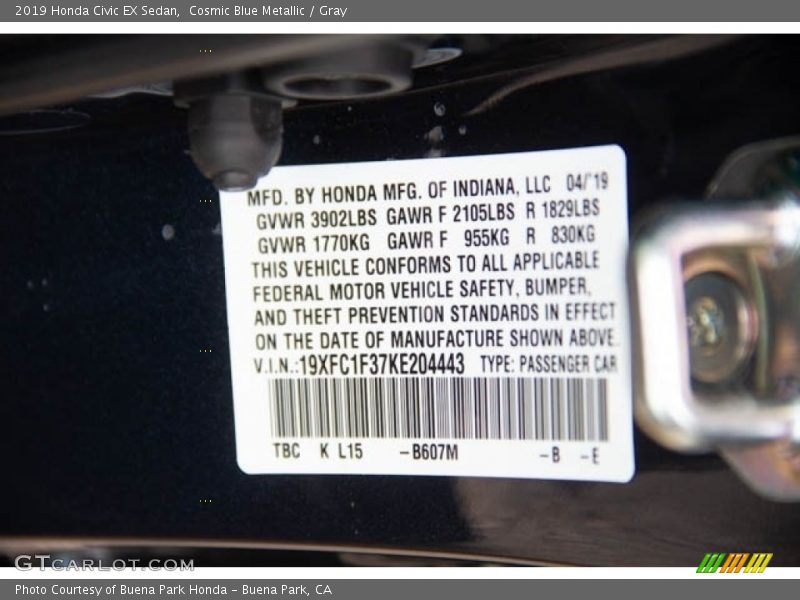 2019 Honda Civic EX Sedan,  Cosmic Blue Metallic / Gray
MFD. BY HONDA MFG. OF INDIANA, LLC 04/'19
GVWR 3902LBS GAWR F 2105LBS R 1829LBS
GVWR 1770KG GAWR F 955KG R 830KG
THIS VEHICLE CONFORMS TO ALL APPLICABLE
FEDERAL MOTOR VEHICLE SAFETY, BUMPER,
AND THEFT PREVENTION STANDARDS IN EFFECT
ON THE DATE OF MANUFACTURE SHOWN ABOVE.
V.I.N.:19XFC1F37KE204443 TYPE: PASSENGER CAR
TBC K L15 -B607M -B -E
GTCARLOT.COM
Photo Courtesy of Buena Park Honda - Buena Park, CA